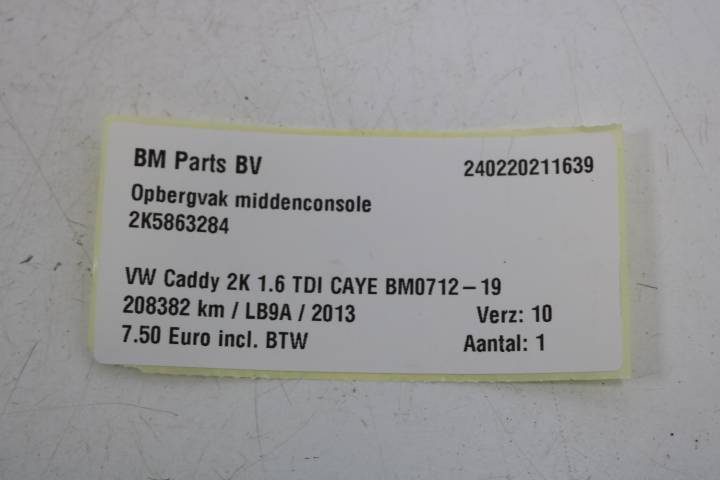 BM Parts BV 240220211639
Opbergvak middenconsole
2K5863284
VW Caddy 2K 1.6 TDI CAYE BM0712-19
208382 km / LB9A / 2013 Verz: 10
7.50 Euro incl. BTW Aantal: 1